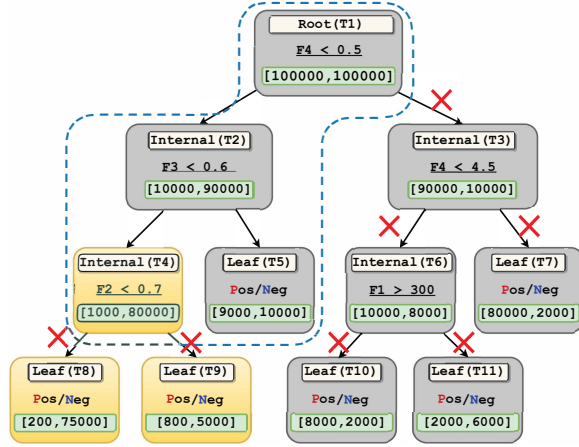 Root(T1)
F4 < 0.5
[100000,100000]
Internal(T2)
F3 < 0.6
[10000,90000]
Internal(T3)
F4 < 4.5
[90000,10000]
Internal(T4)
F2 < 0.7
[1000,80000]
Leaf(T5)
Pos/Neg
[9000,10000]
Internal(T6)
F1 > 300
[10000,8000]
Leaf(T7)
Pos/Neg
[80000,2000]
Leaf(T8)
Pos/Neg
[200,75000]
Leaf(T9)
Pos/Neg
[800,5000]
Leaf(T10)
Pos/Neg
[8000,2000]
Leaf(T11)
Pos/Neg
[2000,6000]